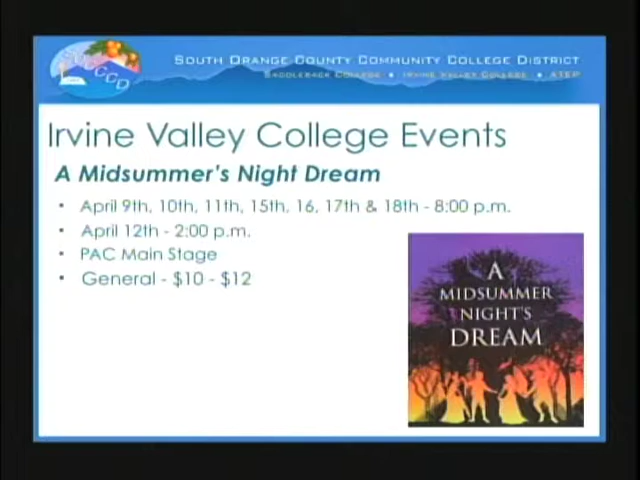 SOCCCD
SOUTH ORANGE COUNTY COMMUNITY COLLEGE DISTRICT
SADDLEBACK COLLEGE • IRVINE VALLEY COLLEGE • ATEP
Irvine Valley College Events
A Midsummer's Night Dream
• April 9th, 10th, 11th, 15th, 16, 17th & 18th - 8:00 p.m.
• April 12th - 2:00 p.m.
• PAC Main Stage
• General - $10 - $12
A
MIDSUMMER
NIGHT'S
DREAM